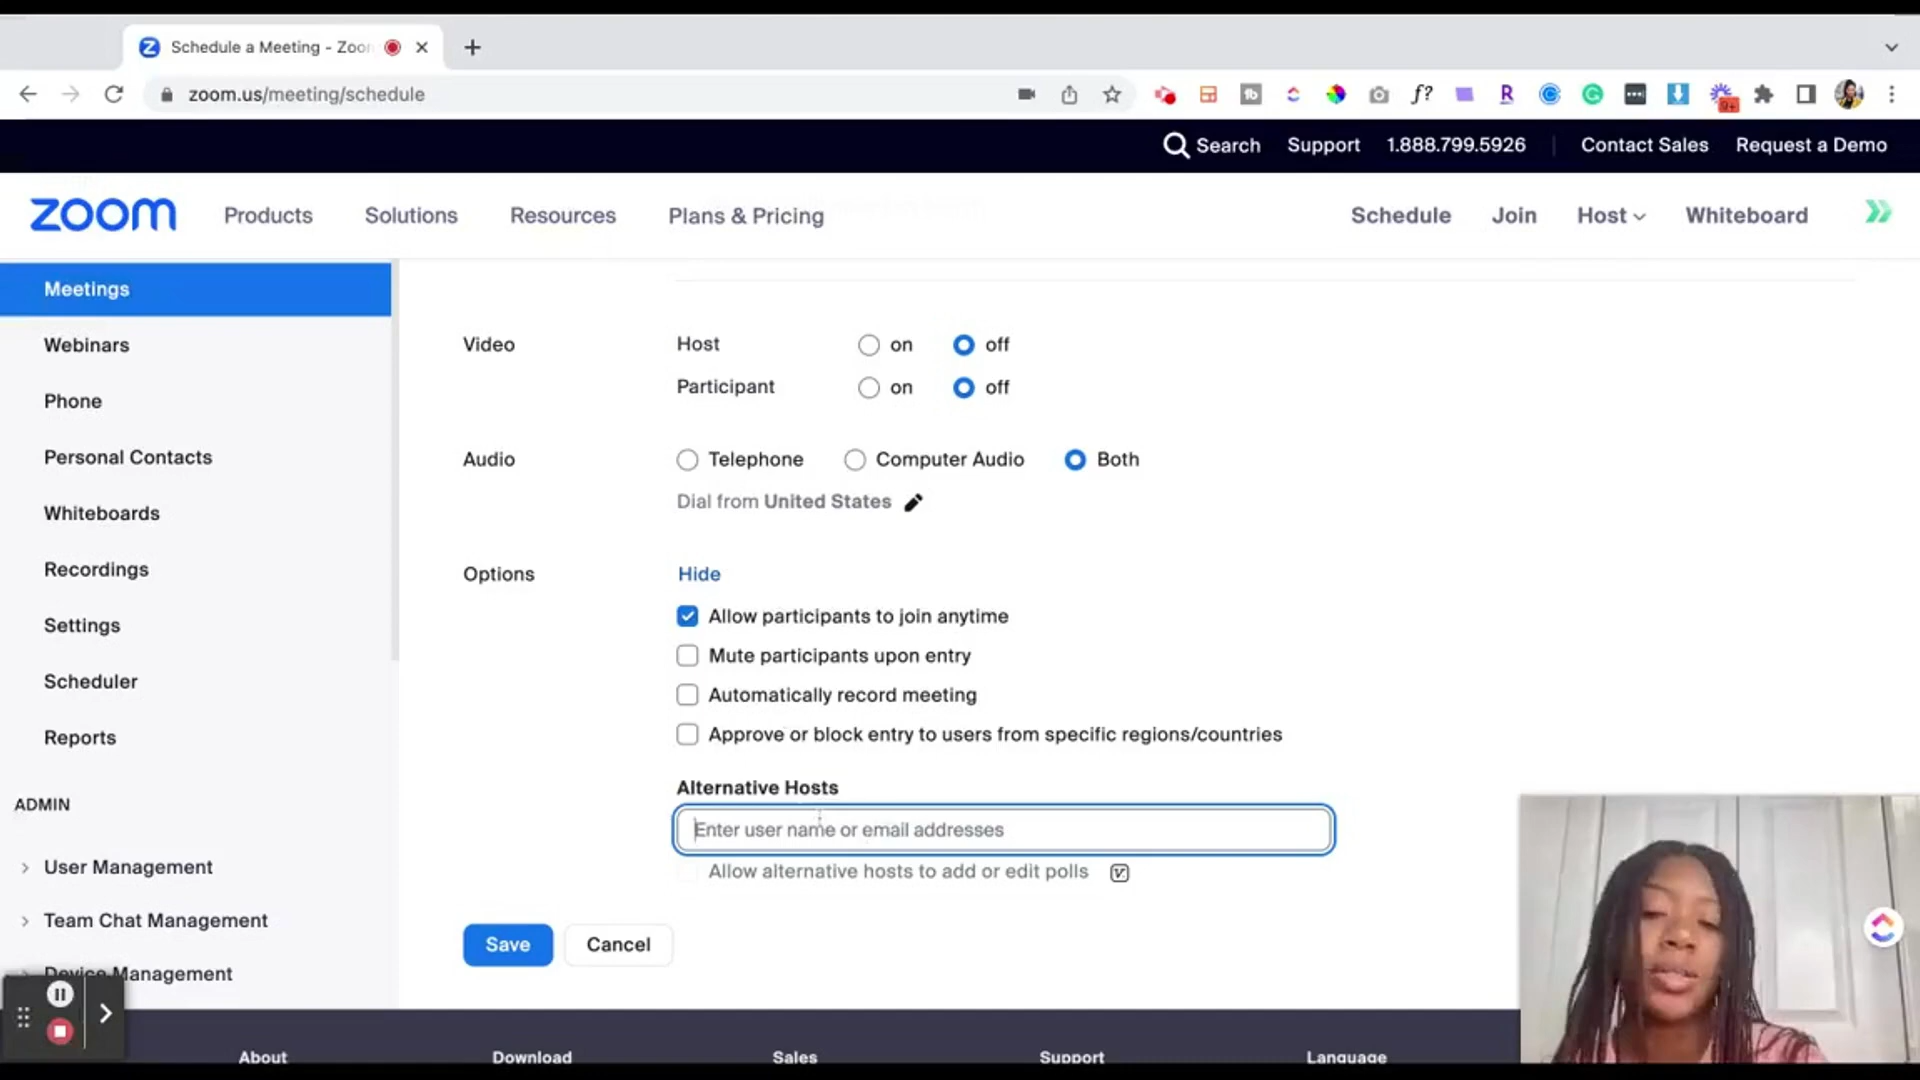 Schedule a Meeting - Zoom
zoom.us/meeting/schedule
9+
Search Support 1.888.799.5926 Contact Sales Request a Demo
zoom Products Solutions Resources Plans & Pricing Schedule Join Host Whiteboard
Meetings
Webinars
Phone
Personal Contacts
Whiteboards
Recordings
Settings
Scheduler
Reports
ADMIN
User Management
Team Chat Management
Device Management
Video Host on off
Participant on off
Audio Telephone Computer Audio Both
Dial from United States
Options Hide
Allow participants to join anytime
Mute participants upon entry
Automatically record meeting
Approve or block entry to users from specific regions/countries
Alternative Hosts
Enter user name or email addresses
Allow alternative hosts to add or edit polls
Save Cancel
About Download Sales Support Language